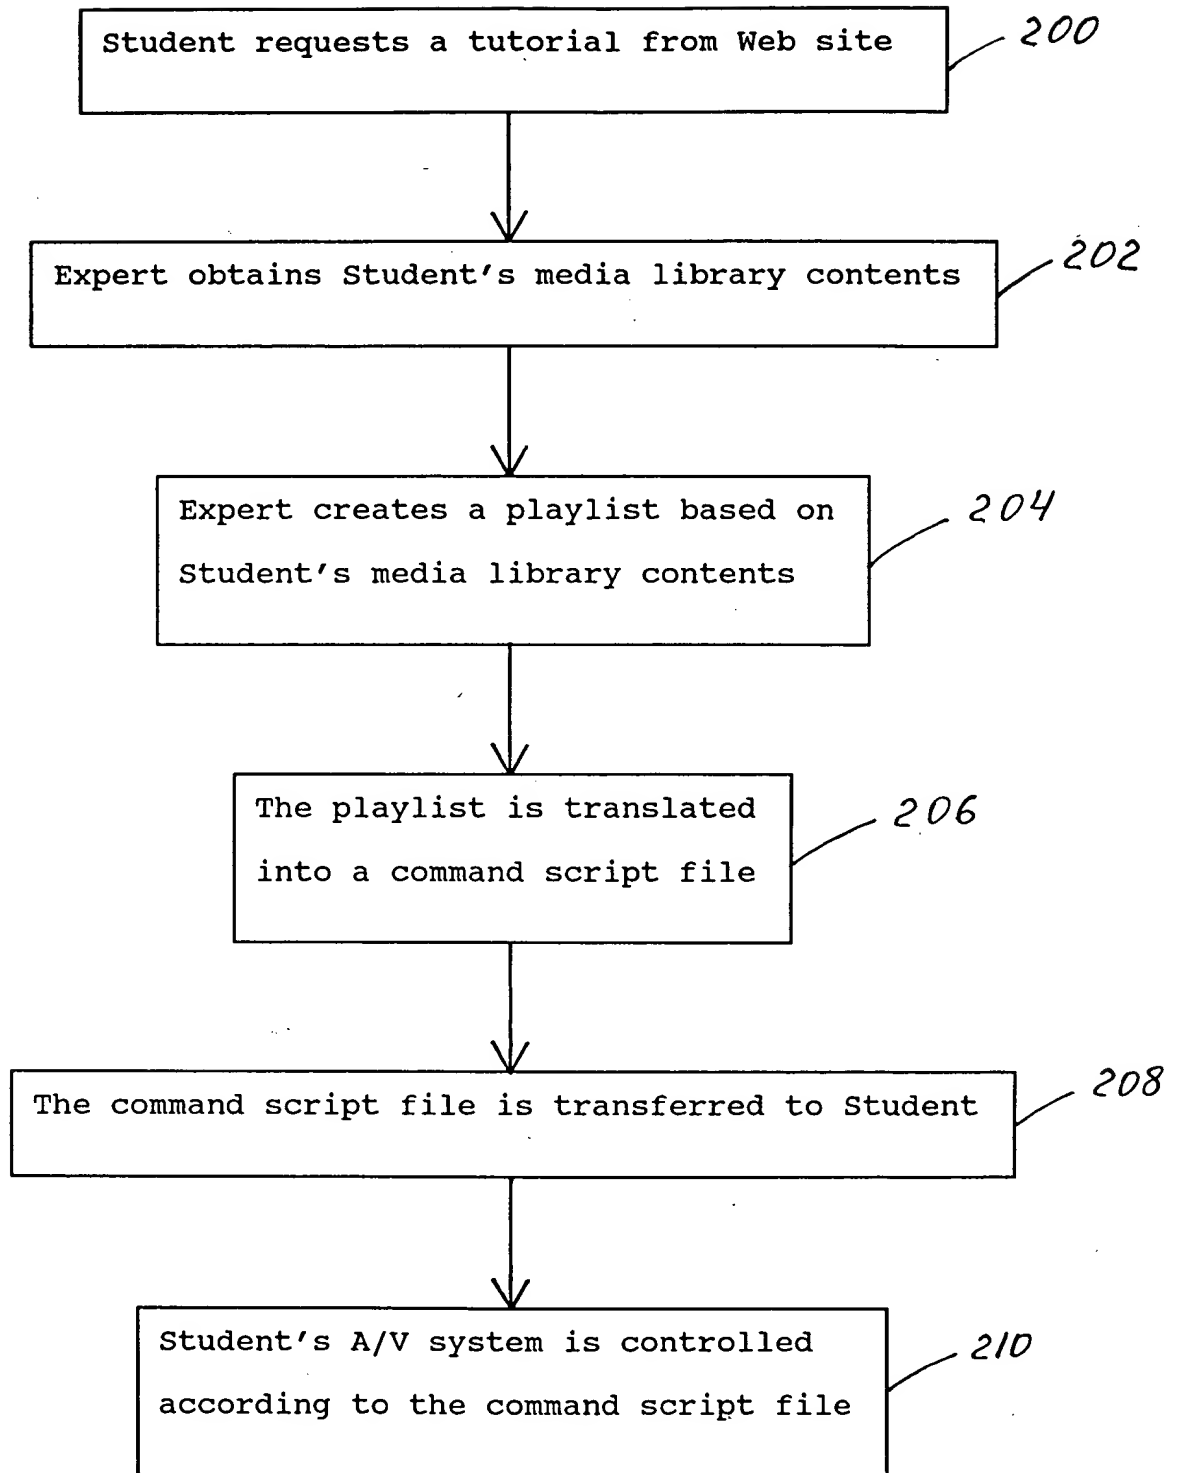 Student requests a tutorial from Web site
200
Expert obtains Student's media library contents
202
Expert creates a playlist based on
Student's media library contents
204
The playlist is translated
into a command script file
206
The command script file is transferred to Student
208
Student's A/V system is controlled
according to the command script file
210